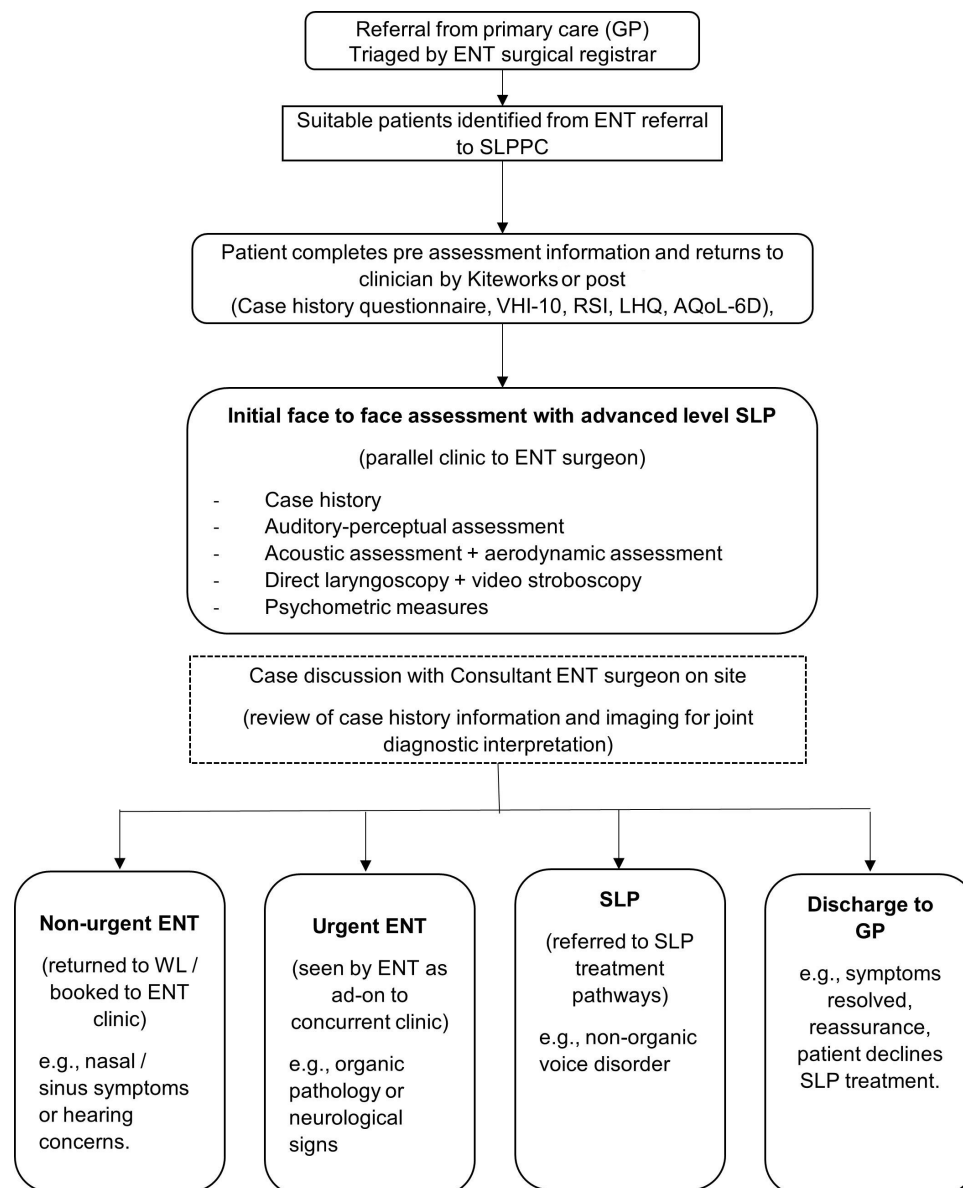 Referral from primary care (GP)
Triaged by ENT surgical registrar
Suitable patients identified from ENT referral
to SLPPC
Patient completes pre assessment information and returns to
clinician by Kiteworks or post
(Case history questionnaire, VHI-10, RSI, LHQ, AQoL-6D),
Initial face to face assessment with advanced level SLP
(parallel clinic to ENT surgeon)
- Case history
- Auditory-perceptual assessment
- Acoustic assessment + aerodynamic assessment
- Direct laryngoscopy + video stroboscopy
- Psychometric measures
Case discussion with Consultant ENT surgeon on site
(review of case history information and imaging for joint
diagnostic interpretation)
Non-urgent ENT
(returned to WL /
booked to ENT
clinic)
e.g., nasal /
sinus symptoms
or hearing
concerns.
Urgent ENT
(seen by ENT as
ad-on to
concurrent clinic)
e.g., organic
pathology or
neurological
signs
SLP
(referred to SLP
treatment
pathways)
e.g., non-organic
voice disorder
Discharge to
GP
e.g., symptoms
resolved,
reassurance,
patient declines
SLP treatment.